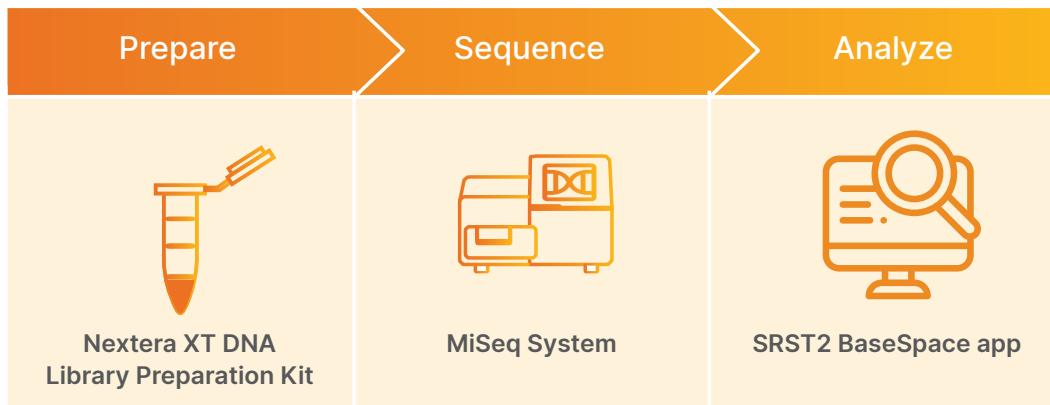 Prepare
Sequence
Analyze
Nextera XT DNA
Library Preparation Kit
MiSeq System
SRST2 BaseSpace app